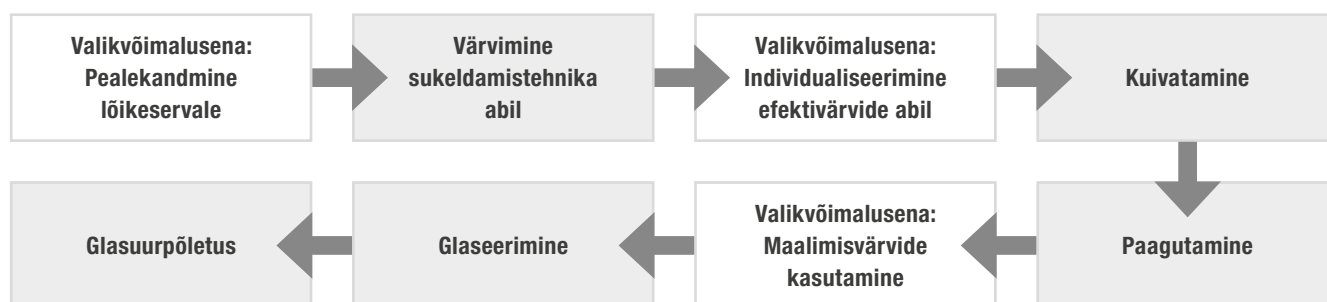 Valikvõimalusena:
Pealekandmine
lõikeservale
Värvimine
sukeldamistehnika
abil
Valikvõimalusena:
Individualiseerimine
efektivärvide abil
Kuivatamine
Paagutamine
Valikvõimalusena:
Maalimisvärvide
kasutamine
Glaseerimine
Glasuurpõletus